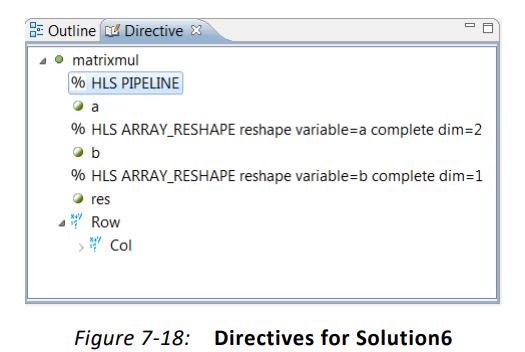 Outline Directive
matrixmul
% HLS PIPELINE
a
% HLS ARRAY_RESHAPE reshape variable=a complete dim=2
b
% HLS ARRAY_RESHAPE reshape variable=b complete dim=1
res
Row
Col
Figure 7-18: Directives for Solution6